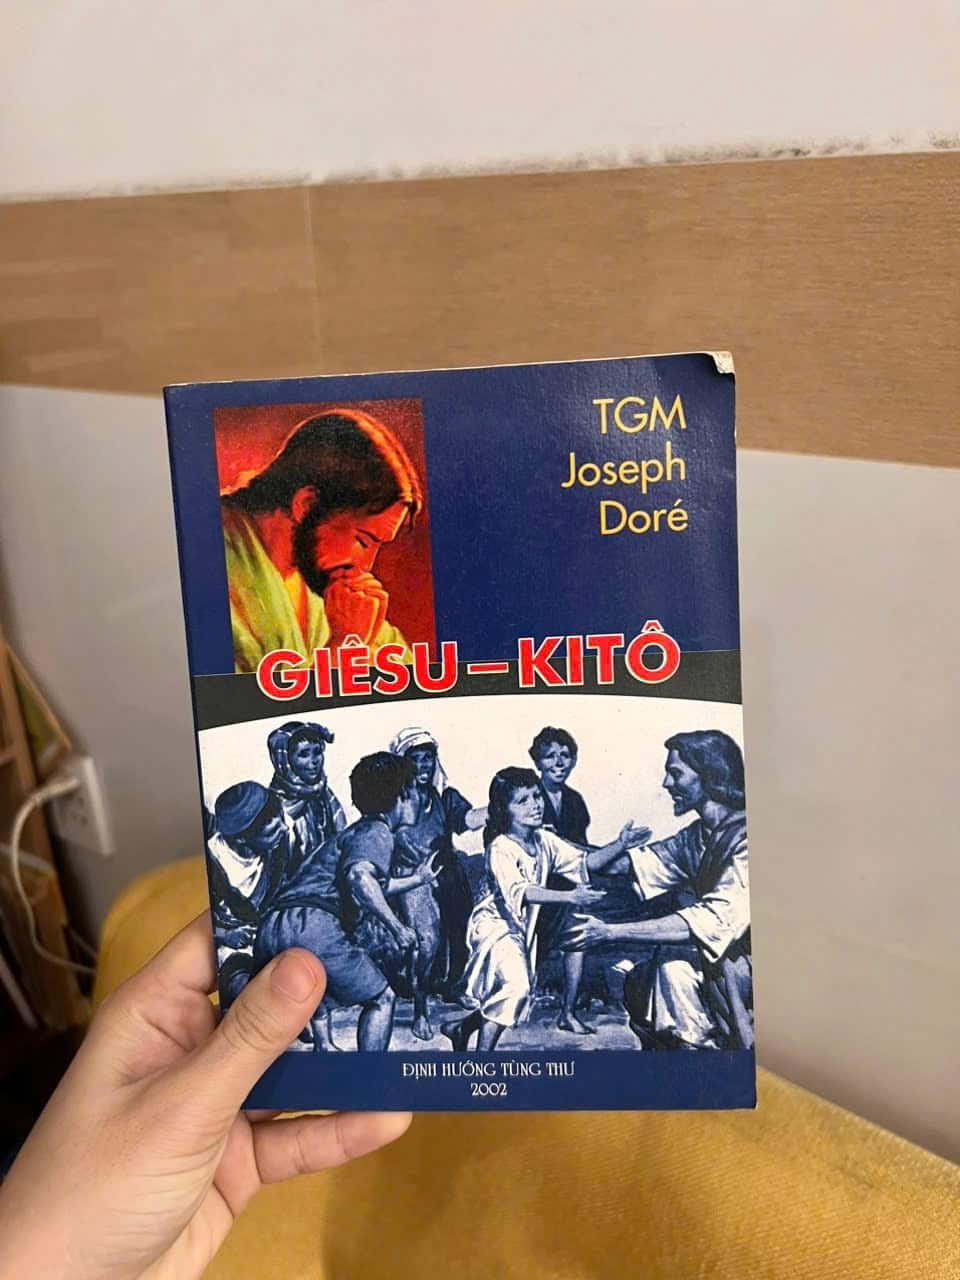 TGM
Joseph
Doré
GIÊSU – KITÔ
ĐỊNH HƯỚNG TÙNG THƯ
2002